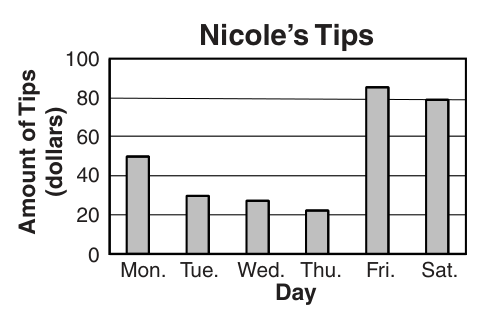 Nicole's Tips
Amount of Tips
(dollars)
100
80
60
40
20
0
Mon. Tue. Wed. Thu. Fri. Sat.
Day